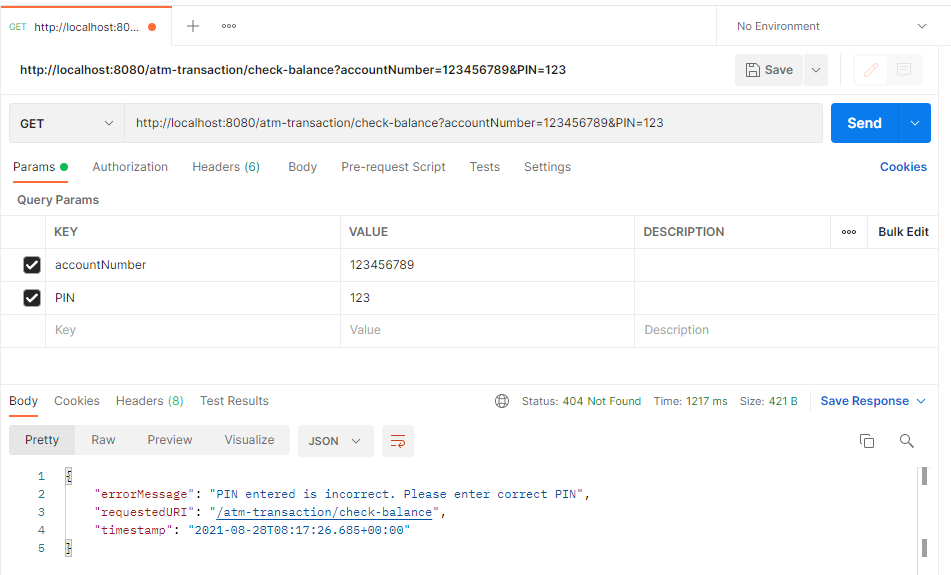 GET http://localhost:80... No Environment
http://localhost:8080/atm-transaction/check-balance?accountNumber=123456789&PIN=123 Save
GET http://localhost:8080/atm-transaction/check-balance?accountNumber=123456789&PIN=123 Send
Params Authorization Headers (6) Body Pre-request Script Tests Settings Cookies
Query Params
KEY VALUE DESCRIPTION Bulk Edit
accountNumber 123456789
PIN 123
Key Value Description
Body Cookies Headers (8) Test Results Status: 404 Not Found Time: 1217 ms Size: 421 B Save Response
Pretty Raw Preview Visualize JSON
1 {
2 "errorMessage": "PIN entered is incorrect. Please enter correct PIN",
3 "requestedURI": "/atm-transaction/check-balance",
4 "timestamp": "2021-08-28T08:17:26.685+00:00"
5 }